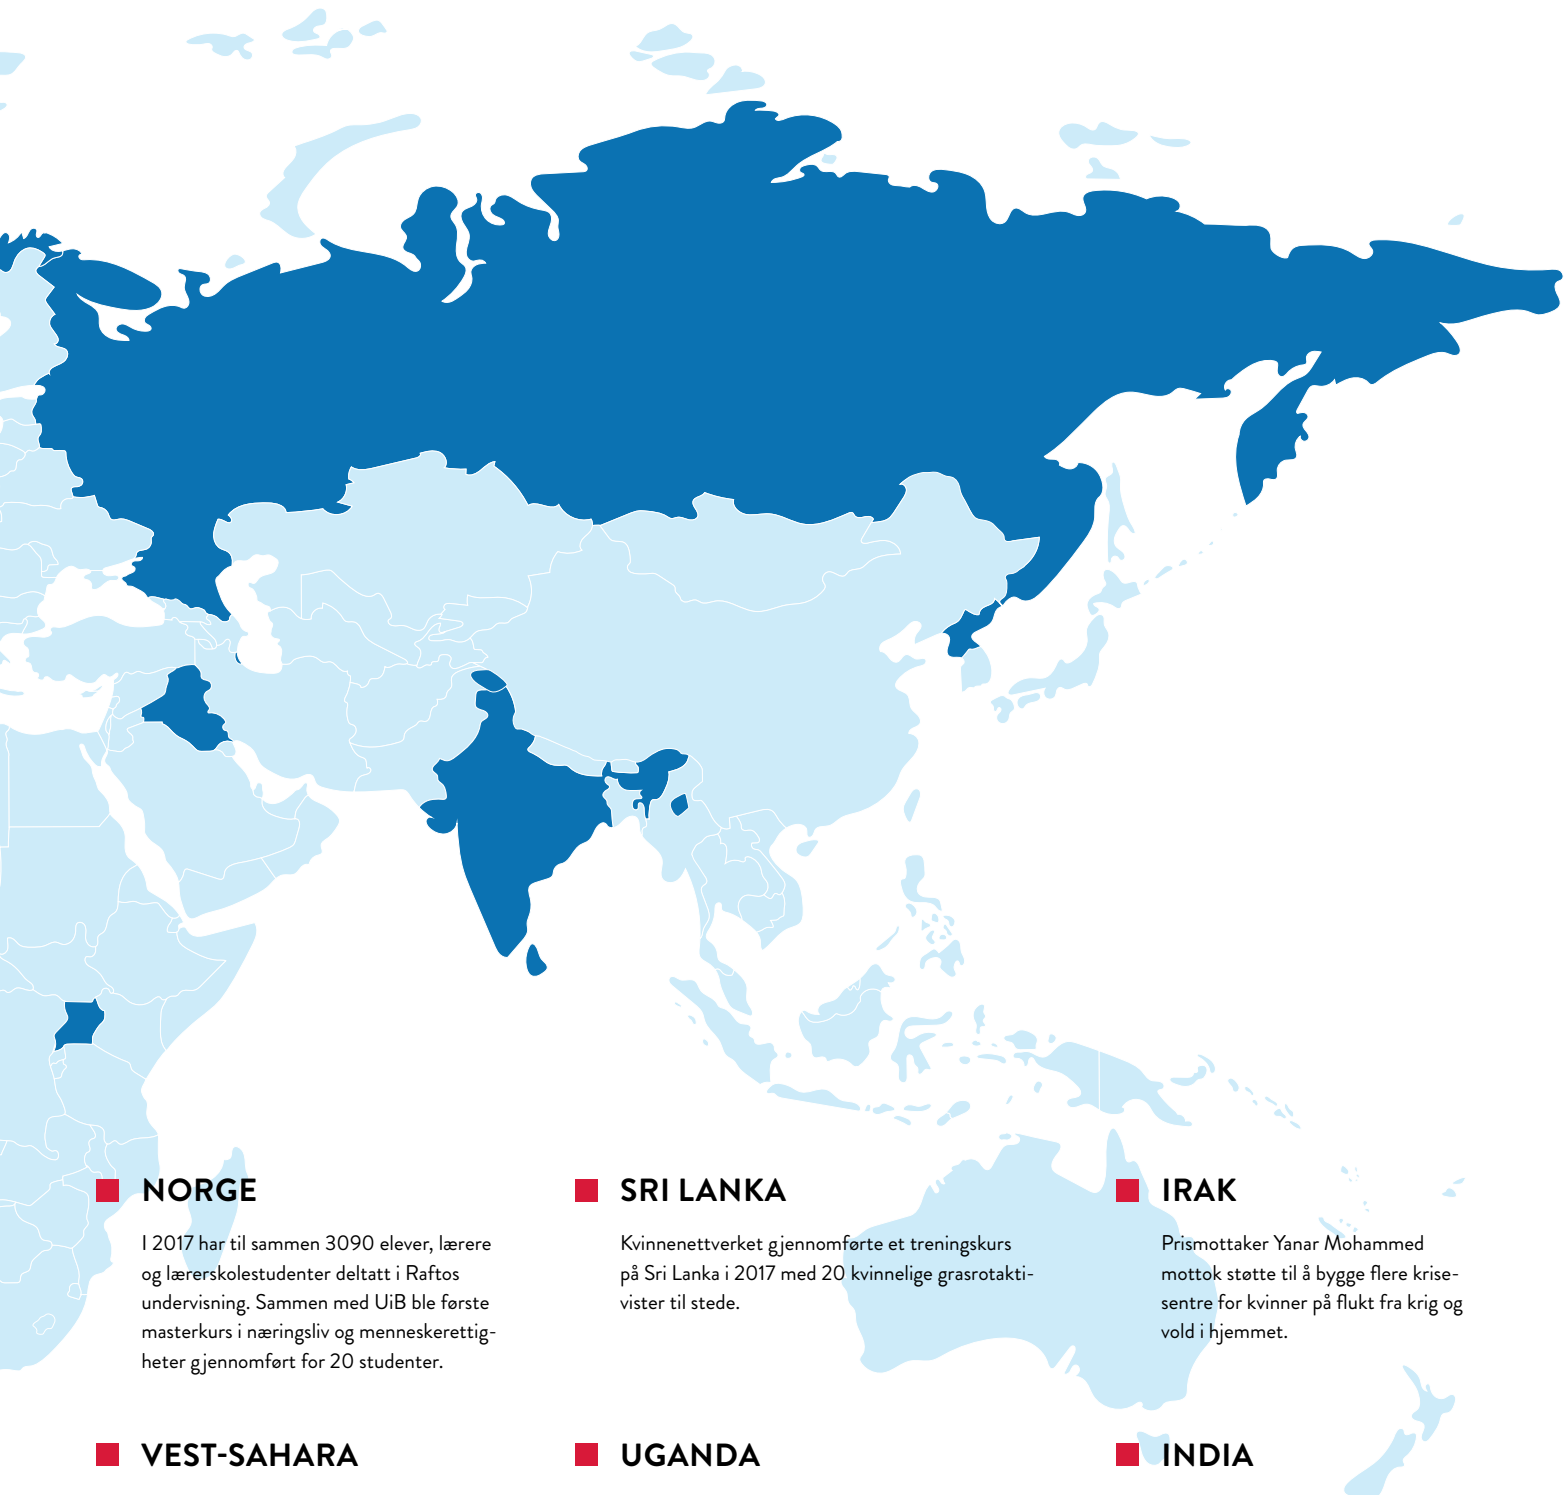 NORGE
I 2017 har til sammen 3090 elever, lærere
og lærerskolestudenter deltatt i Raftos
undervisning. Sammen med UiB ble første
masterkurs i næringsliv og menneskerettig-
heter gjennomført for 20 studenter.
SRI LANKA
Kvinnenettverket gjennomførte et treningskurs
på Sri Lanka i 2017 med 20 kvinnelige grasrotakti-
vister til stede.
IRAK
Prismottaker Yanar Mohammed
mottok støtte til å bygge flere krise-
sentre for kvinner på flukt fra krig og
vold i hjemmet.
VEST-SAHARA
UGANDA
INDIA